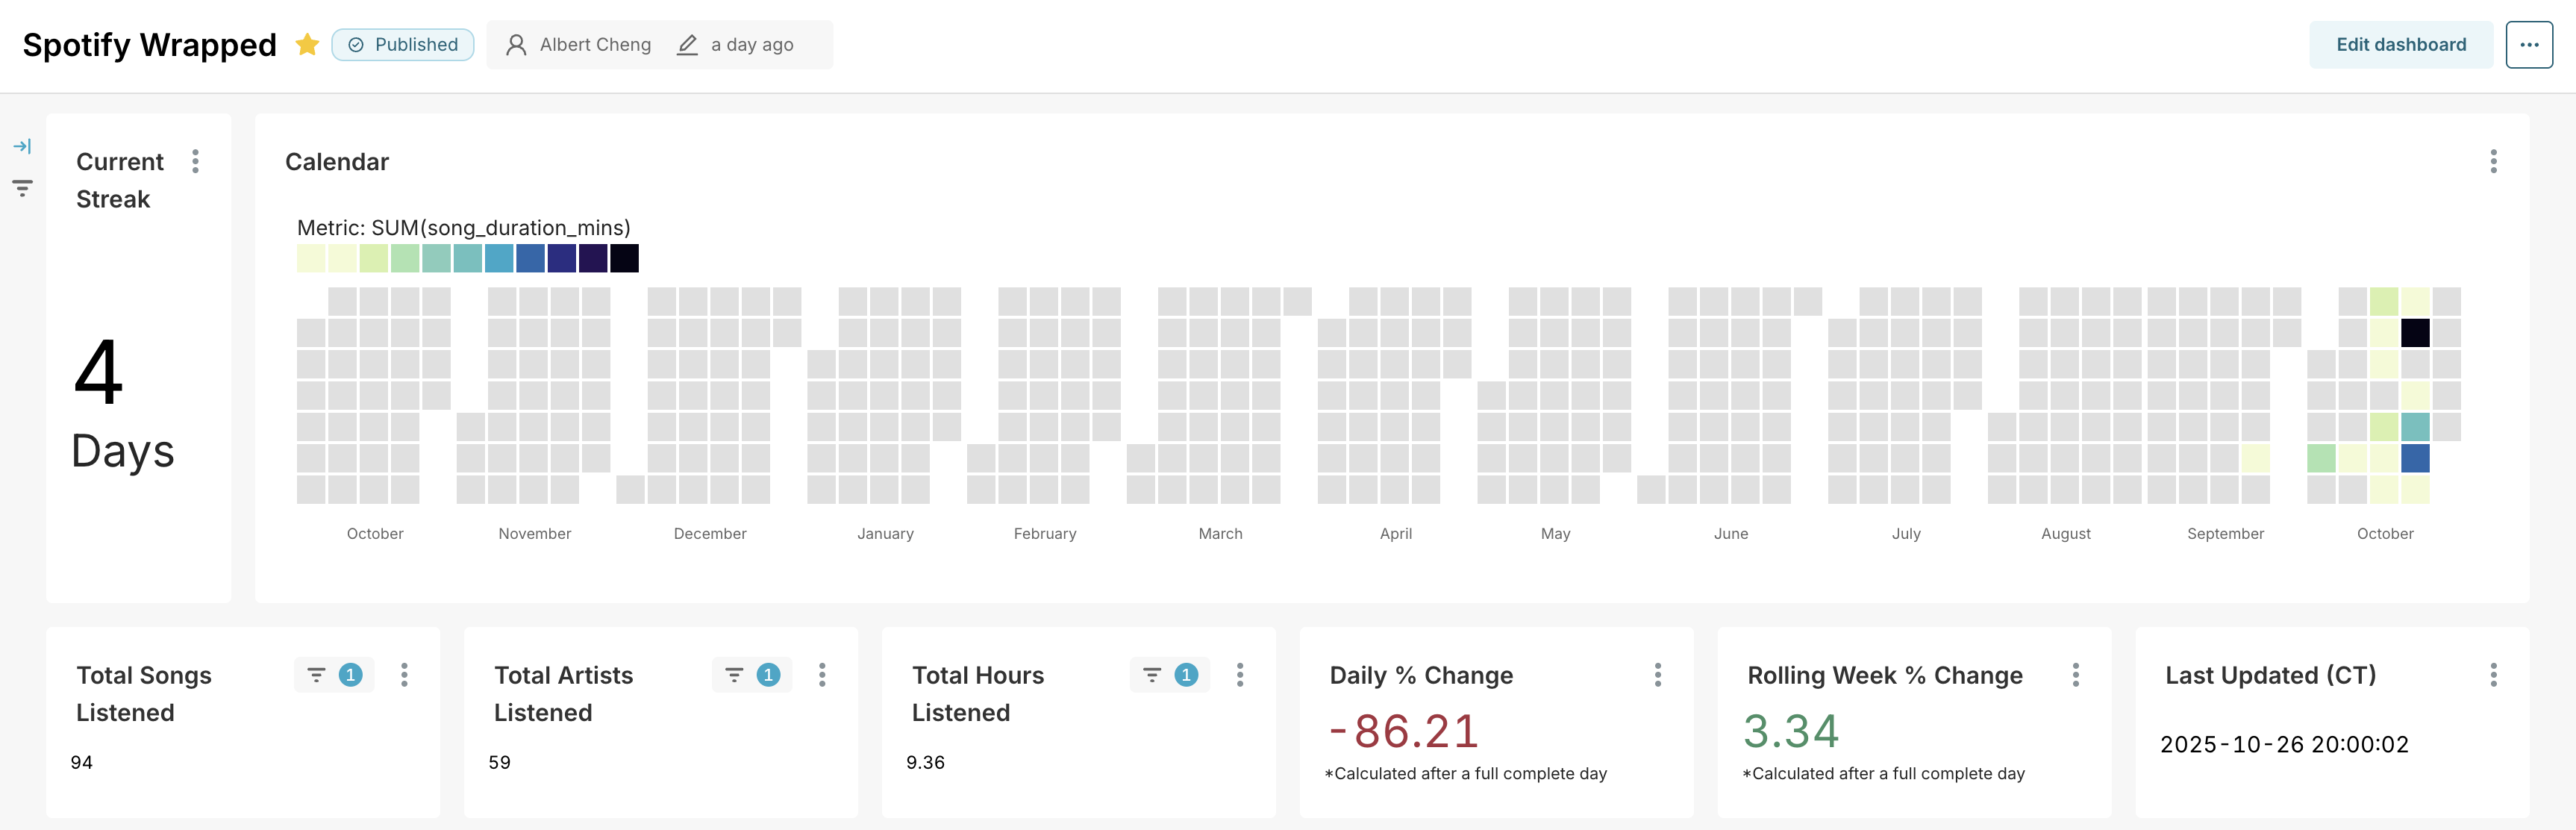 Spotify Wrapped
Published
Albert Cheng
a day ago
Edit dashboard
Current
Streak
4
Days
Calendar
Metric: SUM(song_duration_mins)
October
November
December
January
February
March
April
May
June
July
August
September
October
Total Songs
Listened
1
94
Total Artists
Listened
1
59
Total Hours
Listened
1
9.36
Daily % Change
-86.21
*Calculated after a full complete day
Rolling Week % Change
3.34
*Calculated after a full complete day
Last Updated (CT)
2025-10-26 20:00:02